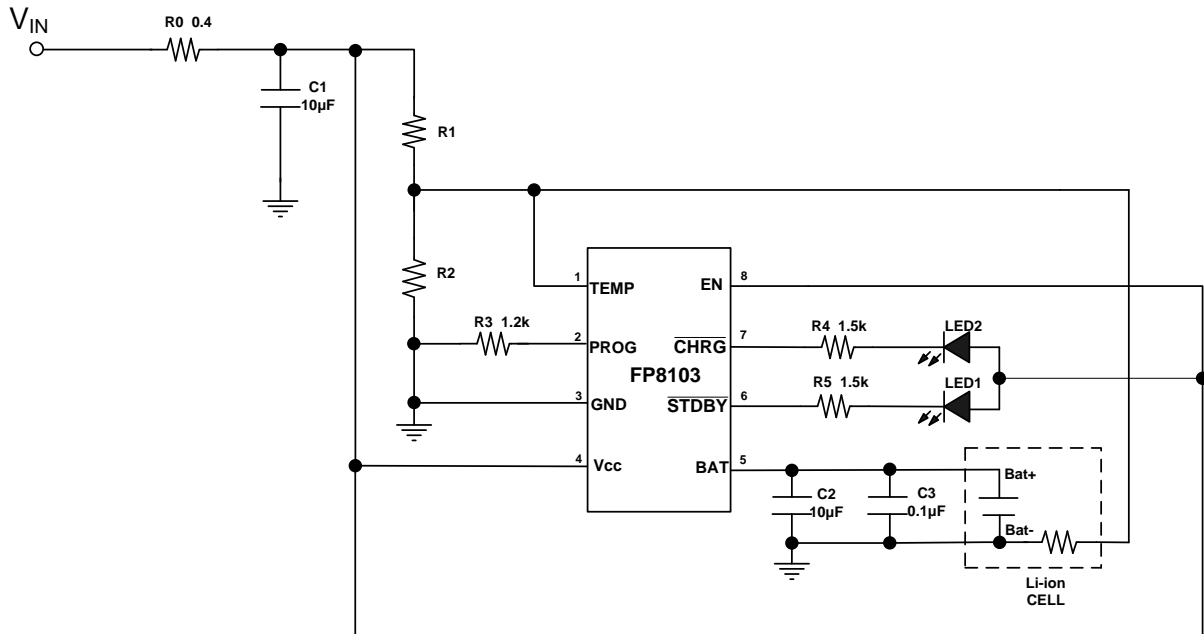 VIN
R0 0.4
C1
10µF
R1
R2
R3 1.2k
1
TEMP
EN
8
2
PROG
CHRG
7
R4 1.5k
LED2
FP8103
3
GND
STDBY
6
R5 1.5k
LED1
4
Vcc
BAT
5
C2
10µF
C3
0.1µF
Bat+
Bat-
Li-ion
CELL